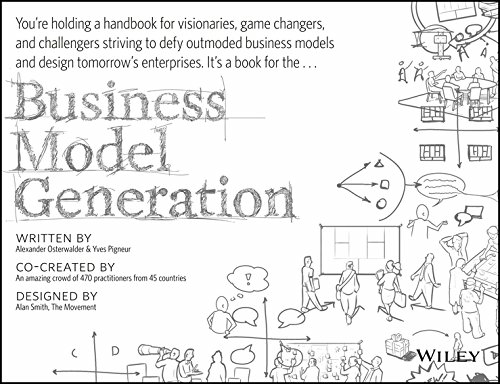 You're holding a handbook for visionaries, game changers,
and challengers striving to defy outmoded business models
and design tomorrow's enterprises. It's a book for the . . .
Business
Model
Generation
WRITTEN BY
Alexander Osterwalder & Yves Pigneur
CO-CREATED BY
An amazing crowd of 470 practitioners from 45 countries
DESIGNED BY
Alan Smith, The Movement
C D
WILEY